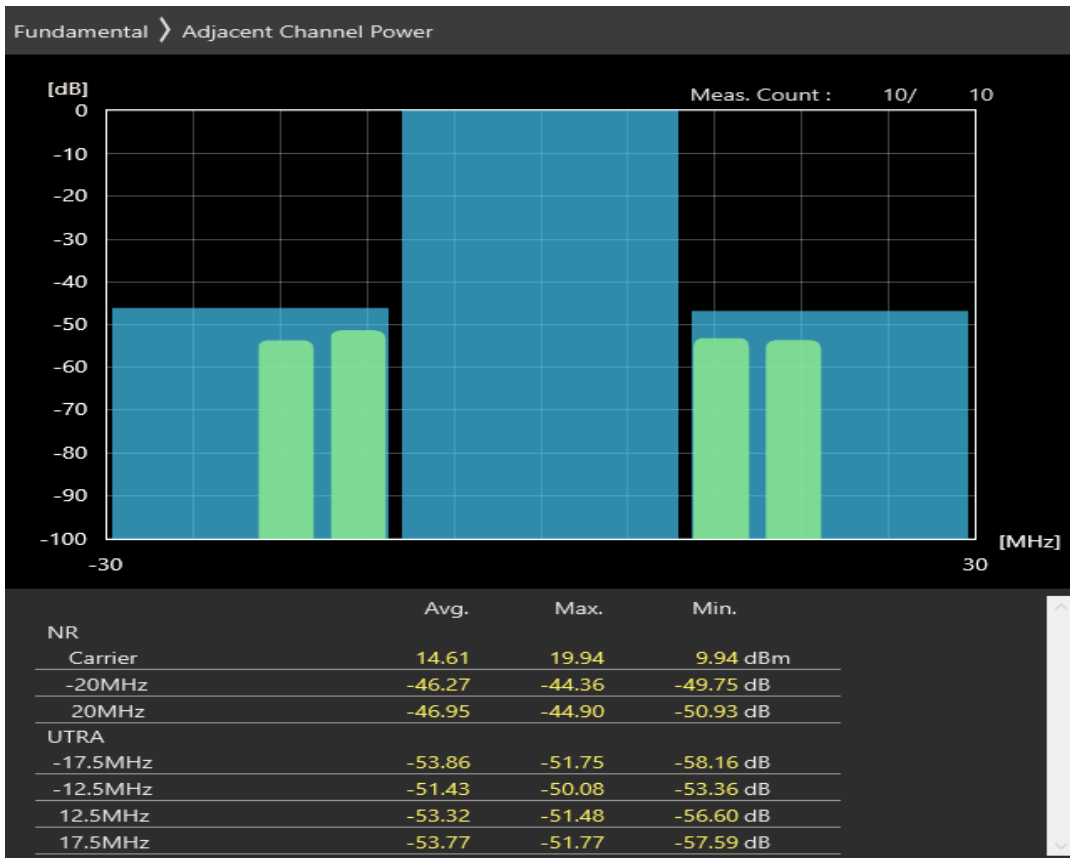 Fundamental 〉 Adjacent Channel Power
[dB]
Meas. Count : 10/ 10
0
-10
-20
-30
-40
-50
-60
-70
-80
-90
-100
[MHz]
-30 30
Avg. Max. Min.
NR
Carrier 14.61 19.94 9.94 dBm
-20MHz -46.27 -44.36 -49.75 dB
20MHz -46.95 -44.90 -50.93 dB
UTRA
-17.5MHz -53.86 -51.75 -58.16 dB
-12.5MHz -51.43 -50.08 -53.36 dB
12.5MHz -53.32 -51.48 -56.60 dB
17.5MHz -53.77 -51.77 -57.59 dB